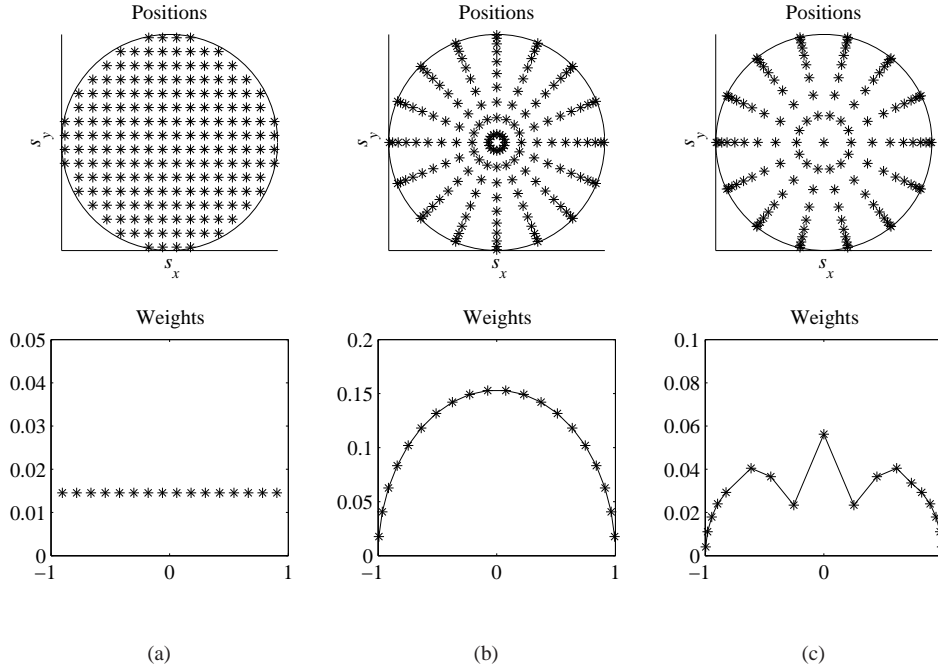 Positions
Positions
Positions
s_y
s_y
s_y
s_x
s_x
s_x
Weights
Weights
Weights
0.05
0.04
0.03
0.02
0.01
0
−1
0
1
0.2
0.15
0.1
0.05
0
−1
0
1
0.1
0.08
0.06
0.04
0.02
0
−1
0
(a)
(b)
(c)